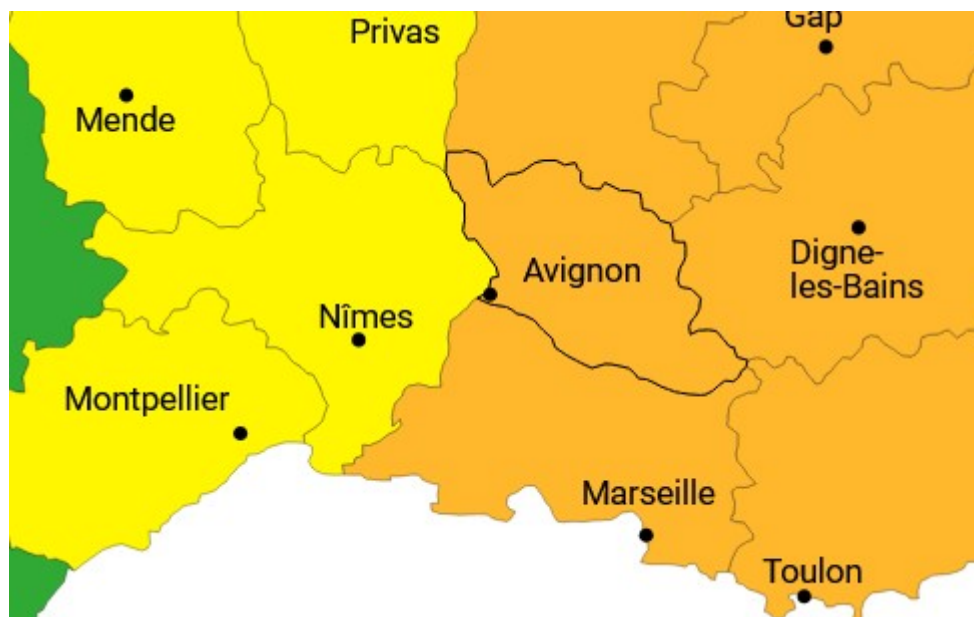 Gap
Privas
Mende
Avignon
Digne-
les-Bains
Nîmes
Montpellier
Marseille
Toulon